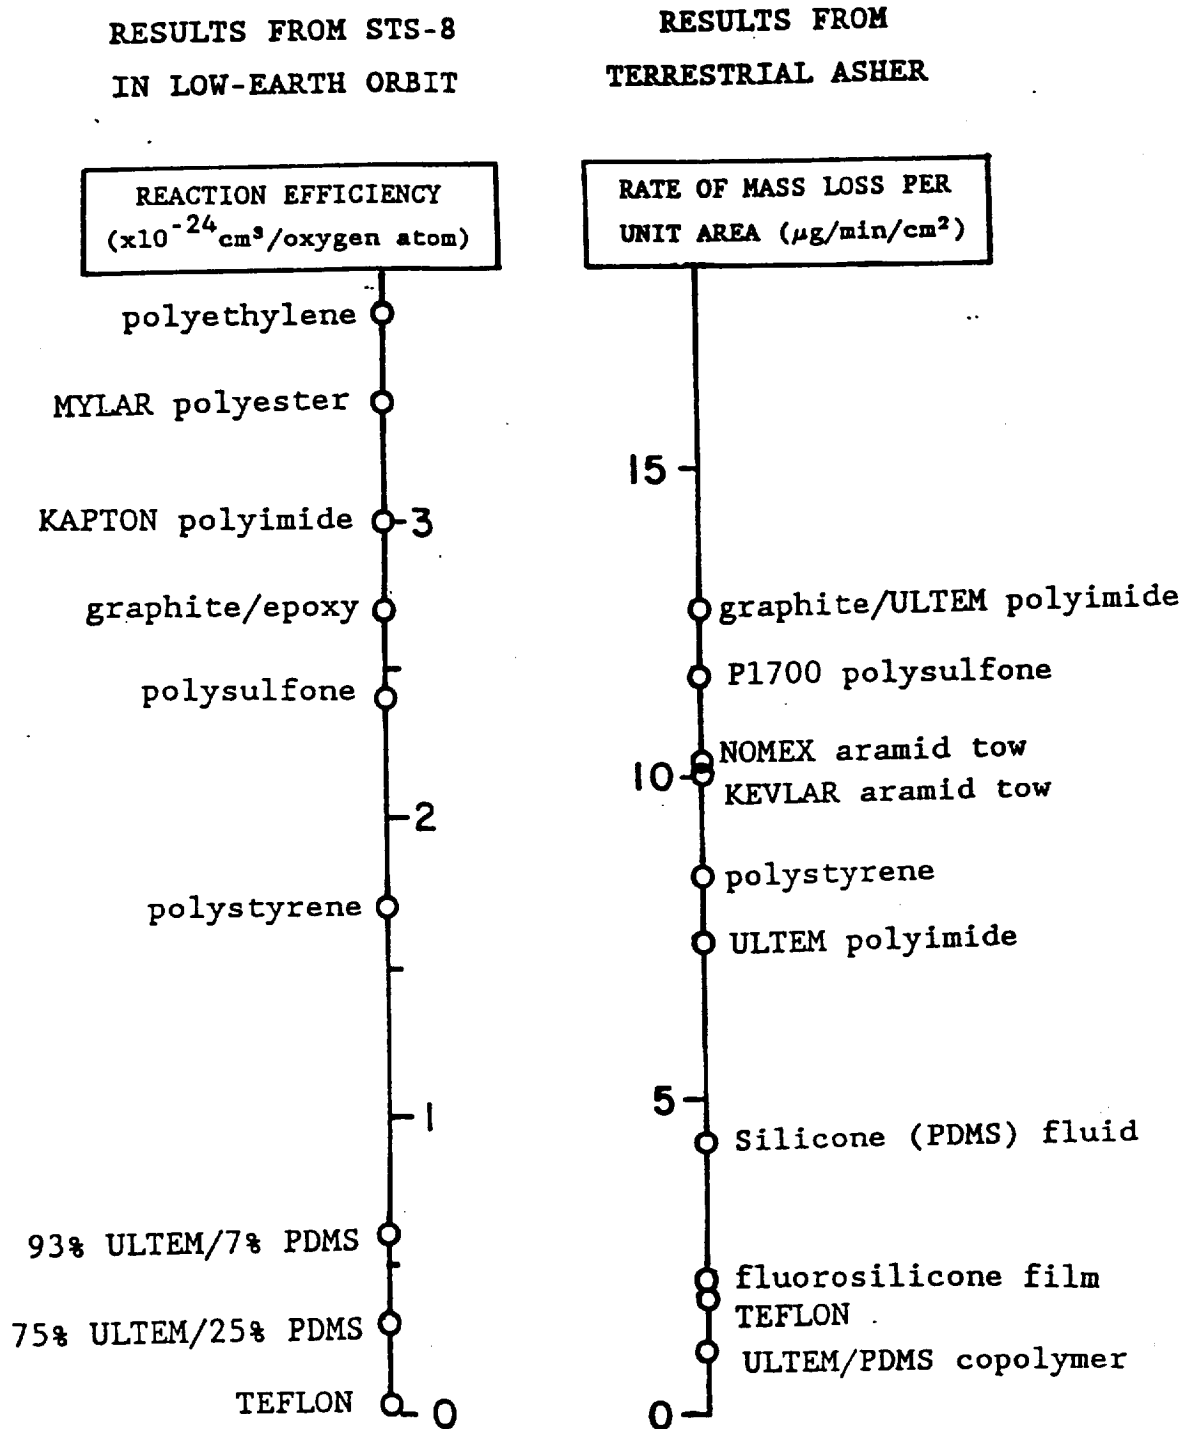 RESULTS FROM STS-8
IN LOW-EARTH ORBIT
REACTION EFFICIENCY
(x10⁻²⁴cm³/oxygen atom)
polyethylene
MYLAR polyester
KAPTON polyimide
3
graphite/epoxy
polysulfone
2
polystyrene
1
93% ULTEM/7% PDMS
75% ULTEM/25% PDMS
TEFLON
0
RESULTS FROM
TERRESTRIAL ASHER
RATE OF MASS LOSS PER
UNIT AREA (μg/min/cm²)
15
graphite/ULTEM polyimide
P1700 polysulfone
NOMEX aramid tow
10
KEVLAR aramid tow
polystyrene
ULTEM polyimide
5
Silicone (PDMS) fluid
fluorosilicone film
TEFLON
ULTEM/PDMS copolymer
0